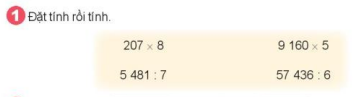 1 Đặt tính rồi tính.
207 × 8 9 160 × 5
5 481 : 7 57 436 : 6